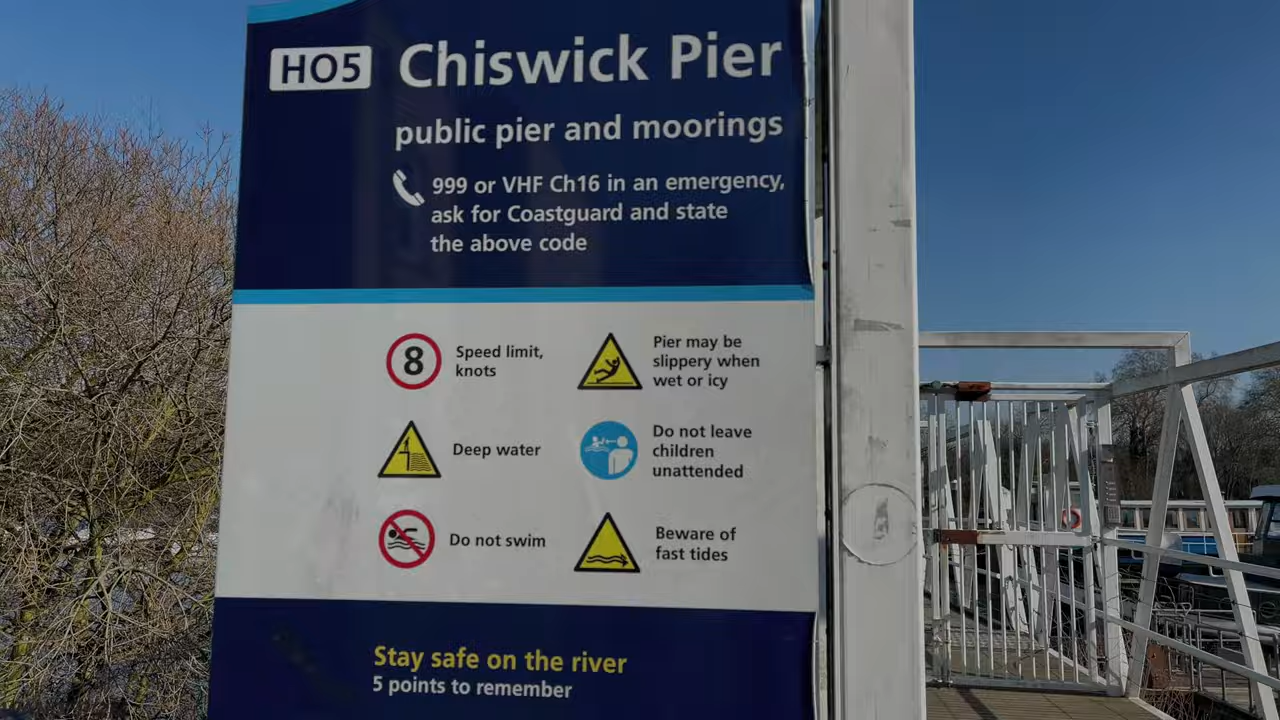 HO5 Chiswick Pier
public pier and moorings
999 or VHF Ch16 in an emergency,
ask for Coastguard and state
the above code
8
Speed limit,
knots
Pier may be
slippery when
wet or icy
Deep water
Do not leave
children
unattended
Do not swim
Beware of
fast tides
Stay safe on the river
5 points to remember